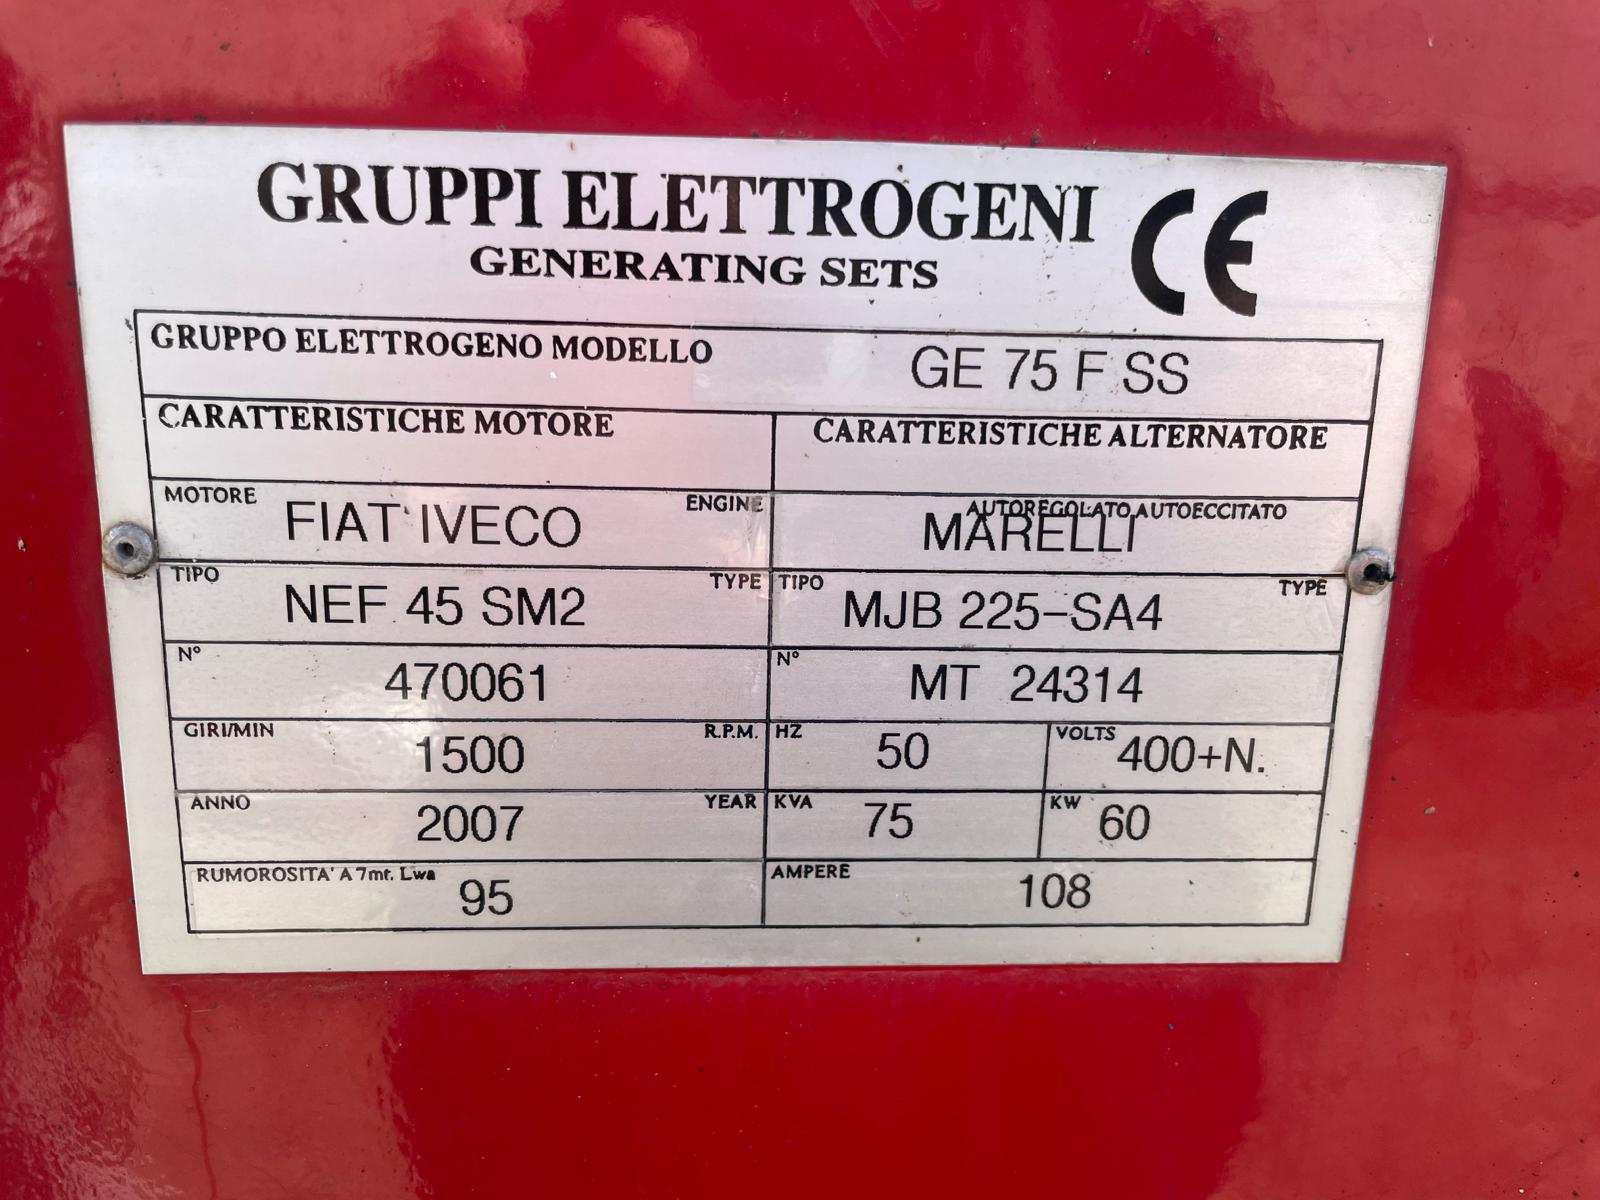 GRUPPI ELETTROGENI CE
GENERATING SETS
GRUPPO ELETTROGENO MODELLO GE 75 F SS
CARATTERISTICHE MOTORE CARATTERISTICHE ALTERNATORE
MOTORE FIAT IVECO ENGINE AUTOREGOLATO AUTOECCITATO MARELLI
TIPO NEF 45 SM2 TYPE TIPO MJB 225-SA4 TYPE
N° 470061 N° MT 24314
GIRI/MIN 1500 R.P.M. HZ 50 VOLTS 400+N.
ANNO 2007 YEAR KVA 75 KW 60
RUMOROSITA' A 7mt. Lwa 95 AMPERE 108